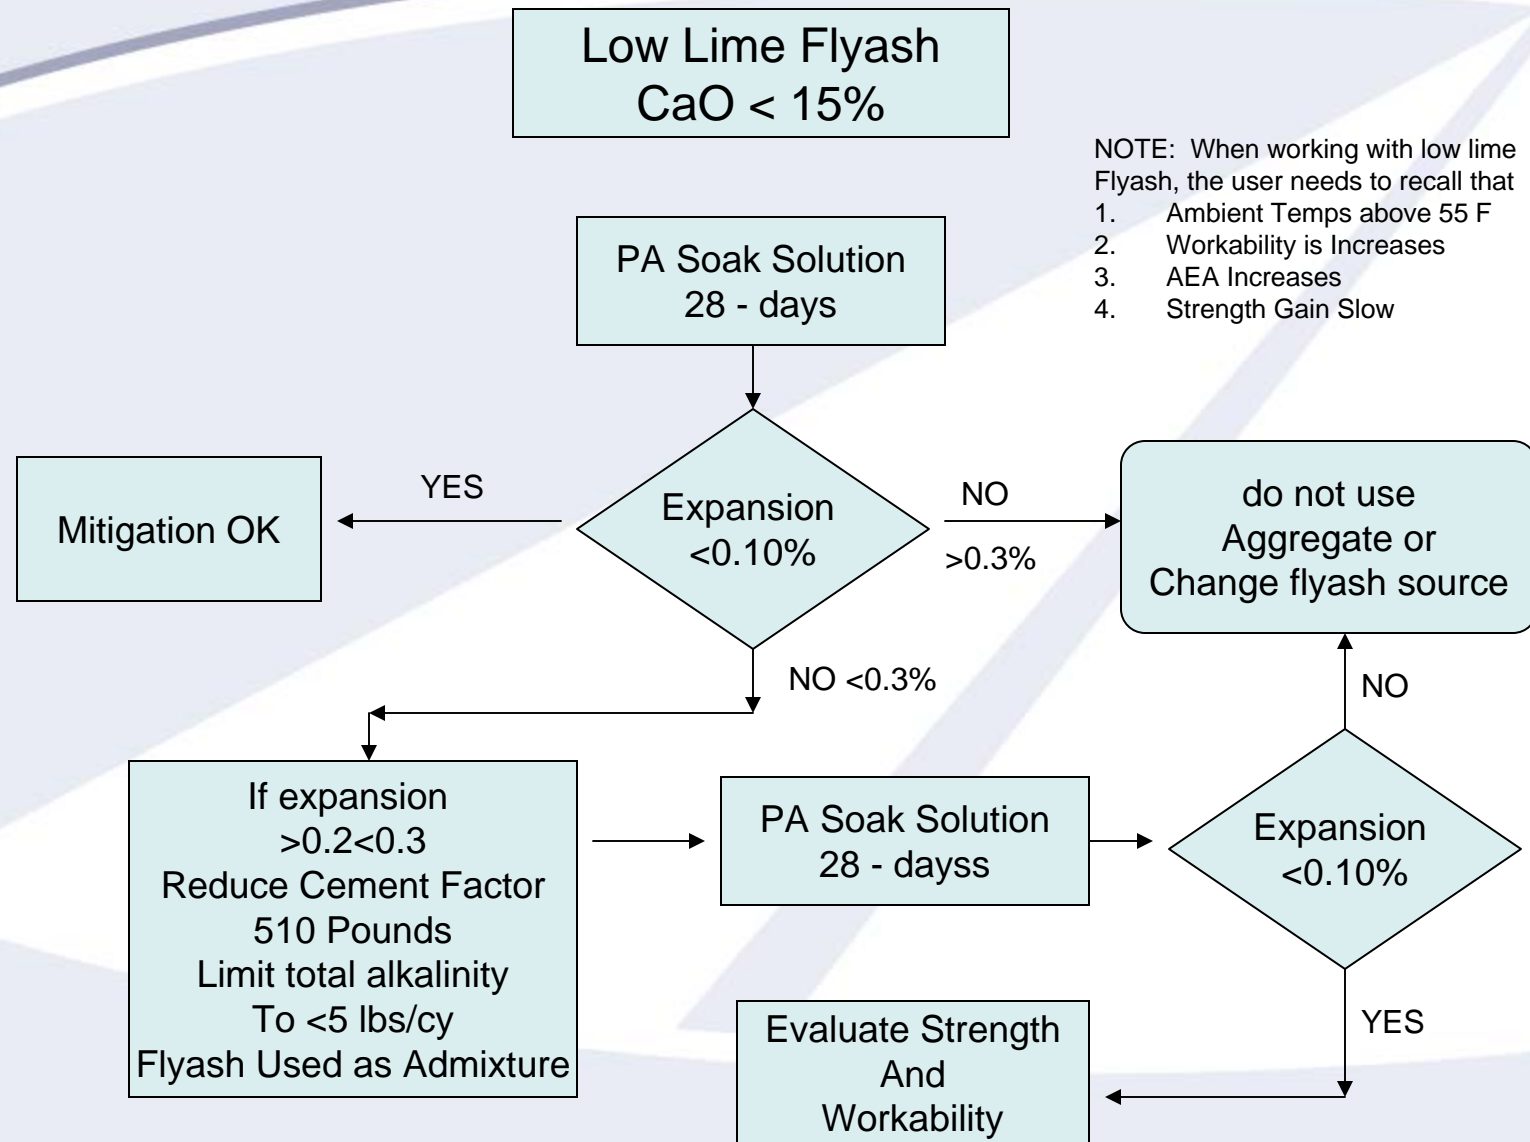 Low Lime Flyash
CaO < 15%
NOTE: When working with low lime
Flyash, the user needs to recall that
1. Ambient Temps above 55 F
2. Workability is Increases
3. AEA Increases
4. Strength Gain Slow
PA Soak Solution
28 - days
YES
Mitigation OK
Expansion
<0.10%
NO
>0.3%
do not use
Aggregate or
Change flyash source
NO <0.3%
NO
If expansion
>0.2<0.3
Reduce Cement Factor
510 Pounds
Limit total alkalinity
To <5 lbs/cy
Flyash Used as Admixture
PA Soak Solution
28 - dayss
Expansion
<0.10%
YES
Evaluate Strength
And
Workability